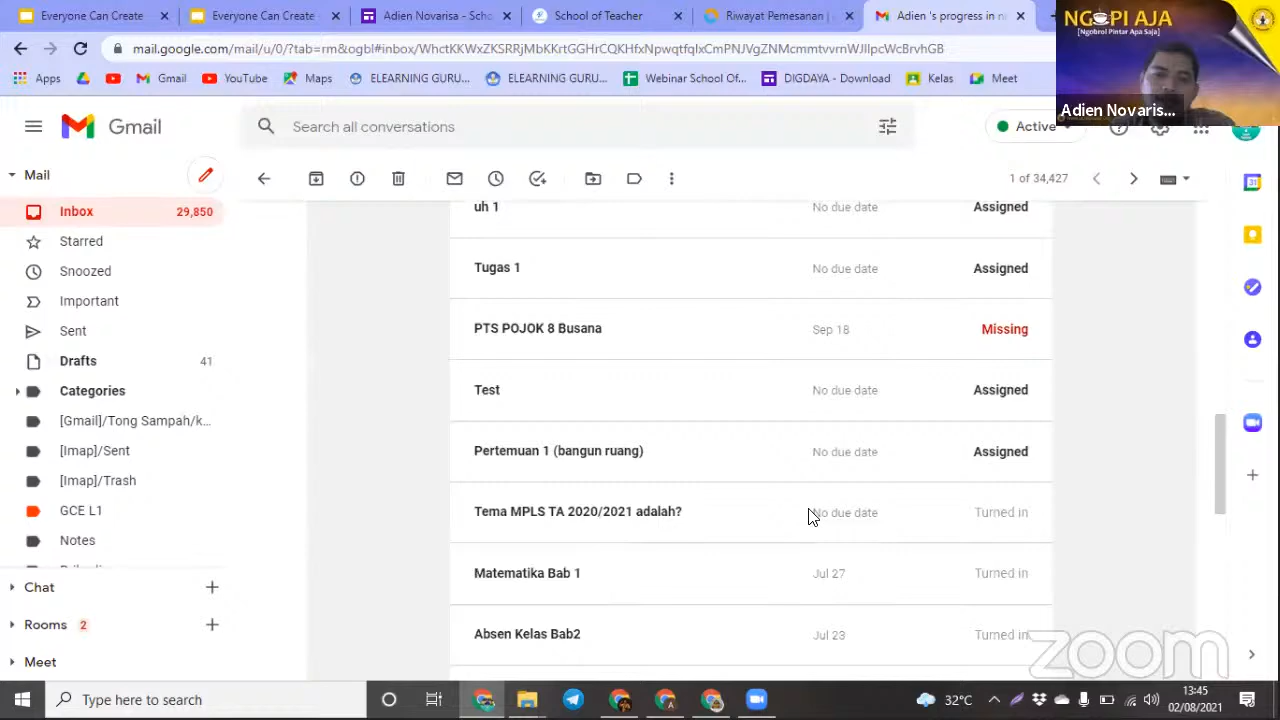 Everyone Can Create
Everyone Can Create
Admin Novaris - Scho
School of Teacher
Riwayat Pemesanan
Adien 's progress in n
mail.google.com/mail/u/0/?tab=rm&ogbl#inbox/
Apps
Gmail
YouTube
Maps
ELEARNING GURU...
ELEARNING GURU...
Webinar School Of...
DIGDAYA - Download
Kelas
Meet
NGOPI AJA
[Ngobrol Pintar Apa Saja]
Adien Novaris...
Gmail
Search all conversations
Active
Mail
1 of 34,427
Inbox 29,850
Starred
Snoozed
Important
Sent
Drafts 41
Categories
[Gmail]/Tong Sampah/k...
[Imap]/Sent
[Imap]/Trash
GCE L1
Notes
Chat
Rooms 2
Meet
uh 1 No due date Assigned
Tugas 1 No due date Assigned
PTS POJOK 8 Busana Sep 18 Missing
Test No due date Assigned
Pertemuan 1 (bangun ruang) No due date Assigned
Tema MPLS TA 2020/2021 adalah? No due date Turned in
Matematika Bab 1 Jul 27 Turned in
Absen Kelas Bab2 Jul 23 Turned in
zoom
Type here to search
32°C
13:45
02/08/2021